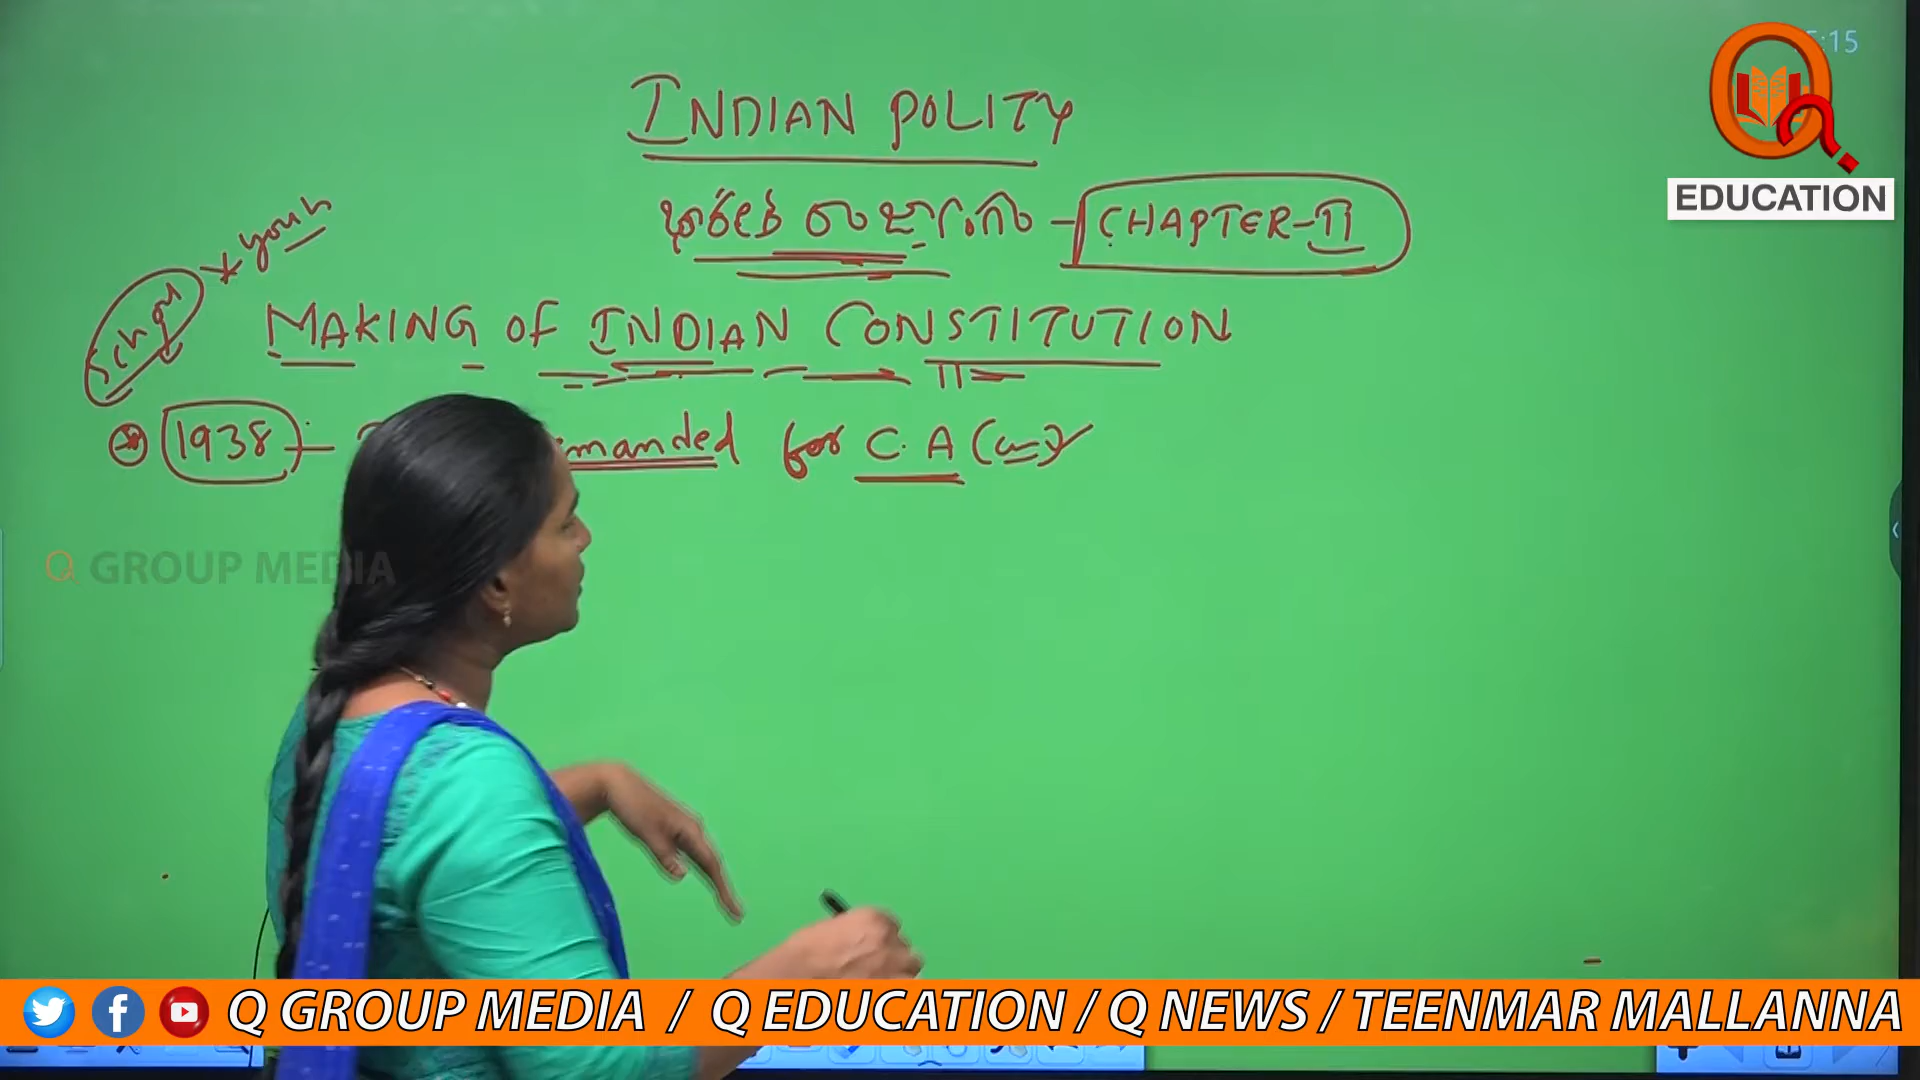 :15
EDUCATION
INDIAN POLITY
CHAPTER-II
MAKING OF INDIAN CONSTITUTION
1938 - manded for C.A
Q GROUP MEDIA
Q GROUP MEDIA / Q EDUCATION / Q NEWS / TEENMAR MALLANNA